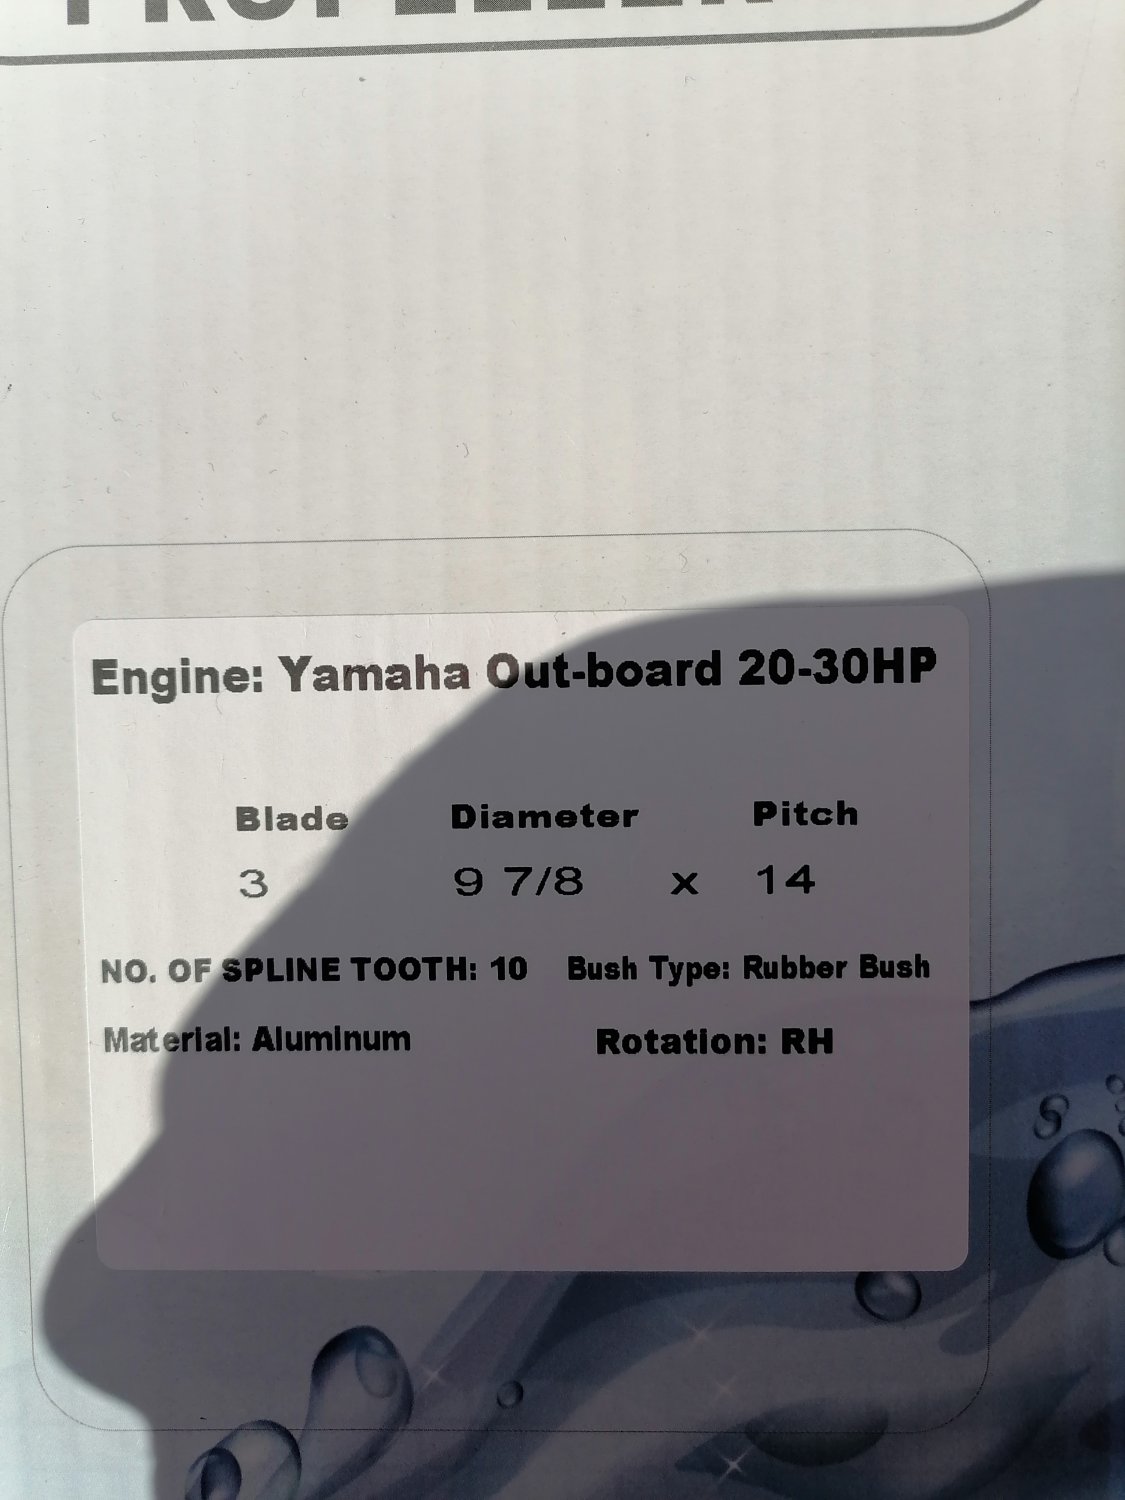 PROPELLER
Engine: Yamaha Out-board 20-30HP
Blade Diameter Pitch
3 9 7/8 x 14
NO. OF SPLINE TOOTH: 10 Bush Type: Rubber Bush
Material: Aluminum Rotation: RH